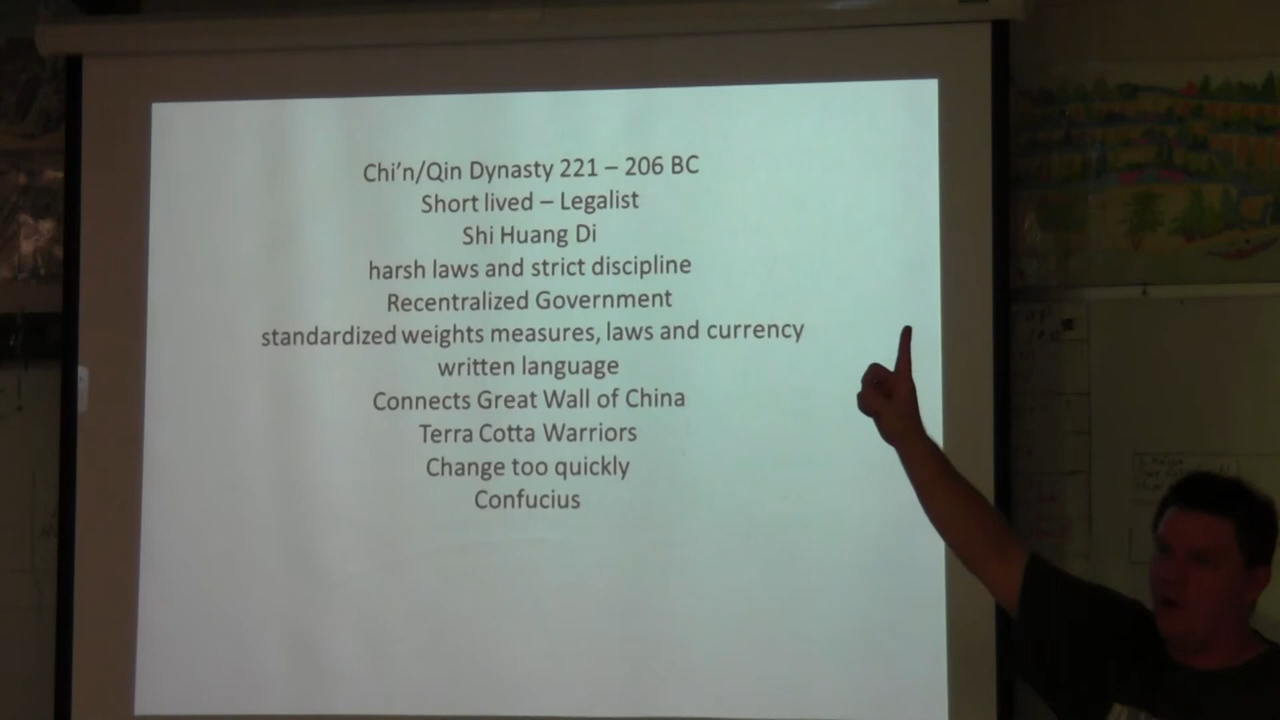 Chi'n/Qin Dynasty 221 – 206 BC
Short lived – Legalist
Shi Huang Di
harsh laws and strict discipline
Recentralized Government
standardized weights measures, laws and currency
written language
Connects Great Wall of China
Terra Cotta Warriors
Change too quickly
Confucius